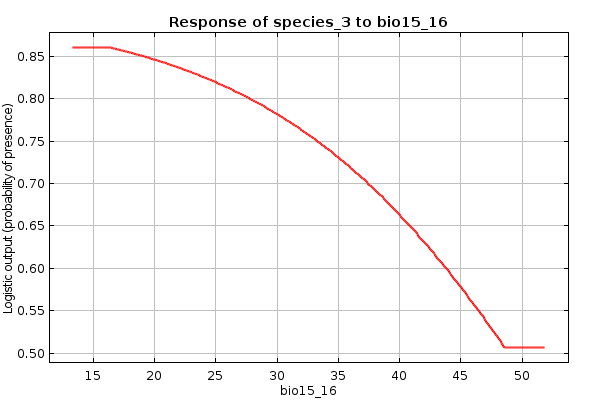 Response of species_3 to bio15_16
Logistic output (probability of presence)
0.85
0.80
0.75
0.70
0.65
0.60
0.55
0.50
15 20 25 30 35 40 45 50
bio15_16